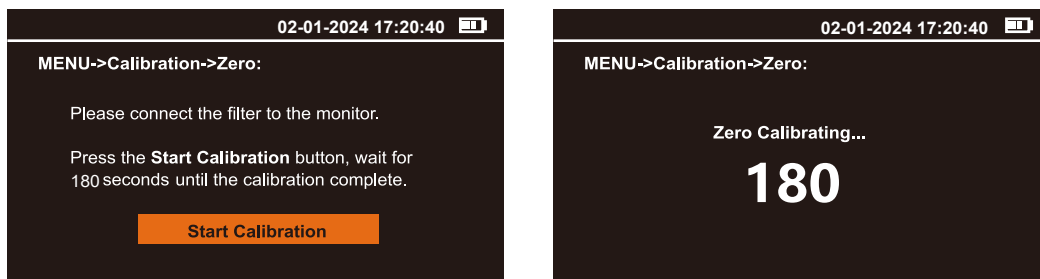 02-01-2024 17:20:40
MENU->Calibration->Zero:
Please connect the filter to the monitor.
Press the Start Calibration button, wait for
180 seconds until the calibration complete.
Start Calibration
02-01-2024 17:20:40
MENU->Calibration->Zero:
Zero Calibrating...
180